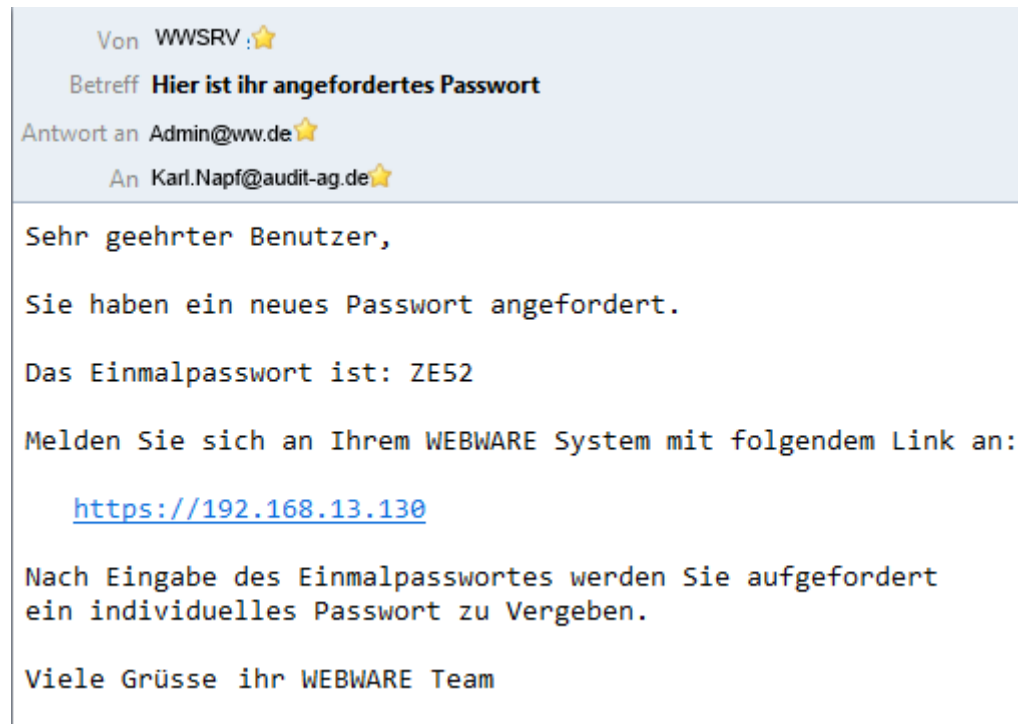 Von WWSRV
Betreff Hier ist ihr angefordertes Passwort
Antwort an Admin@ww.de
An Karl.Napf@audit-ag.de
Sehr geehrter Benutzer,
Sie haben ein neues Passwort angefordert.
Das Einmalpasswort ist: ZE52
Melden Sie sich an Ihrem WEBWARE System mit folgendem Link an:
https://192.168.13.130
Nach Eingabe des Einmalpasswortes werden Sie aufgefordert
ein individuelles Passwort zu Vergeben.
Viele Grüsse ihr WEBWARE Team